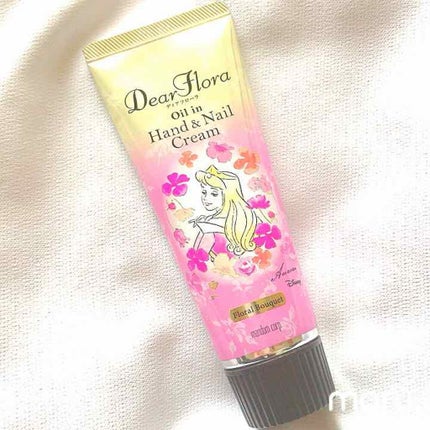 Dear Flora
ディアフローラ
Oil in
Hand & Nail
Cream
Aurora
Disney
Floral Bouquet
mandom corp.